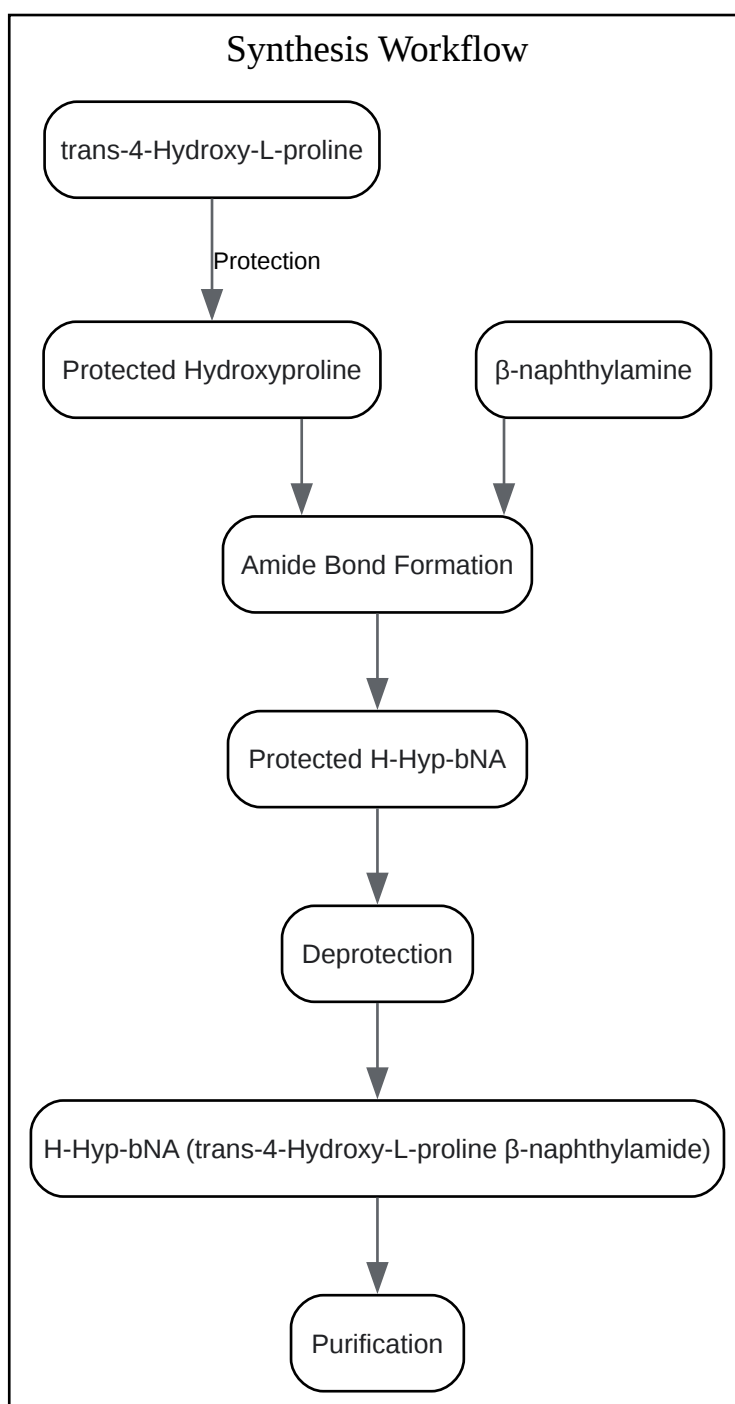 Synthesis Workflow
trans-4-Hydroxy-L-proline
Protection
Protected Hydroxyproline
β-naphthylamine
Amide Bond Formation
Protected H-Hyp-bNA
Deprotection
H-Hyp-bNA (trans-4-Hydroxy-L-proline β-naphthylamide)
Purification